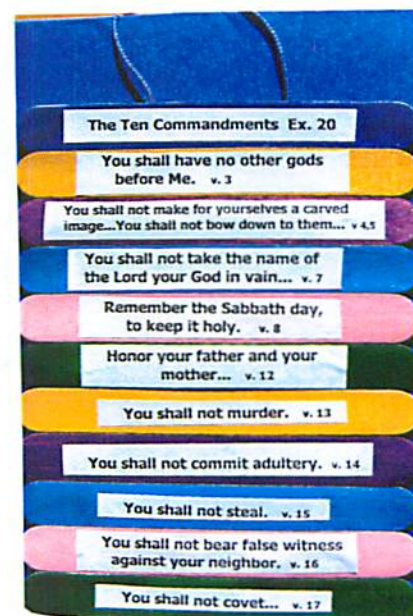 The Ten Commandments Ex. 20
You shall have no other gods
before Me. v. 3
You shall not make for yourselves a carved
image...You shall not bow down to them... v 4,5
You shall not take the name of
the Lord your God in vain... v. 7
Remember the Sabbath day,
to keep it holy. v. 8
Honor your father and your
mother... v. 12
You shall not murder. v. 13
You shall not commit adultery. v. 14
You shall not steal. v. 15
You shall not bear false witness
against your neighbor. v. 16
You shall not covet... v. 17